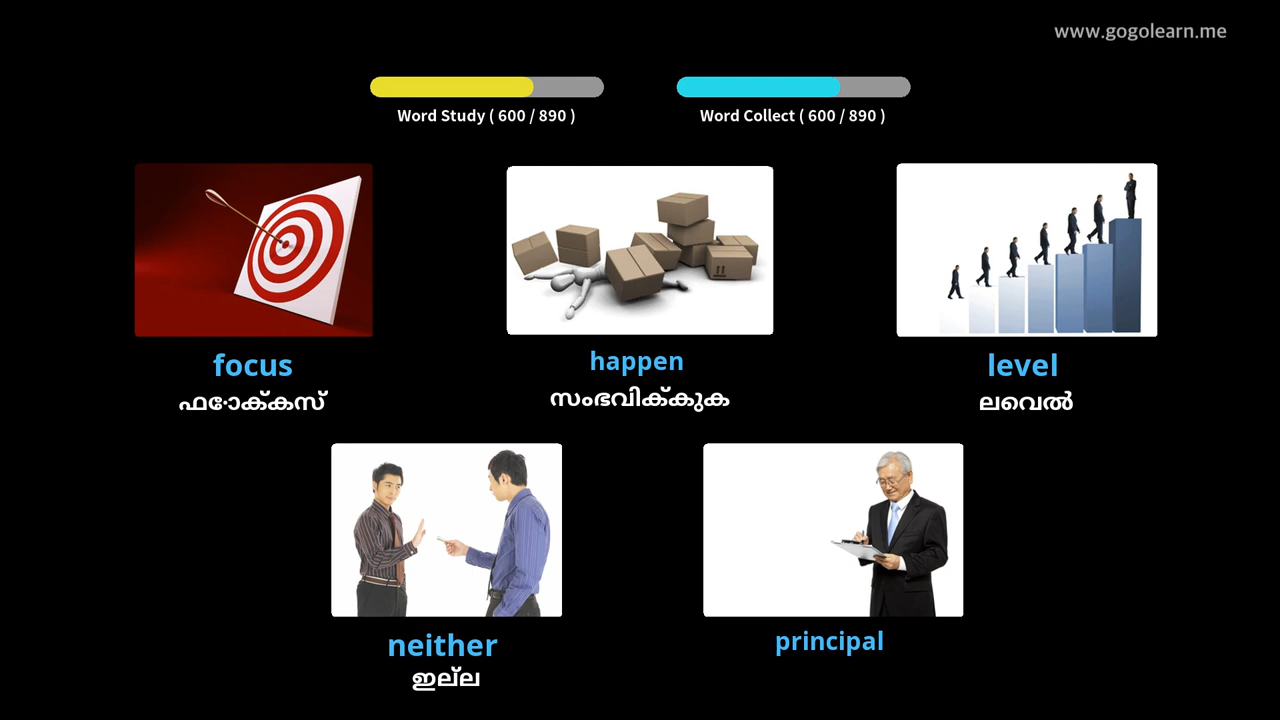 www.gogolearn.me
Word Study ( 600 / 890 )
Word Collect ( 600 / 890 )
focus
ഫോക്കസ്
happen
സംഭവിക്കുക
level
ലവെൽ
neither
ഇല്ല
principal